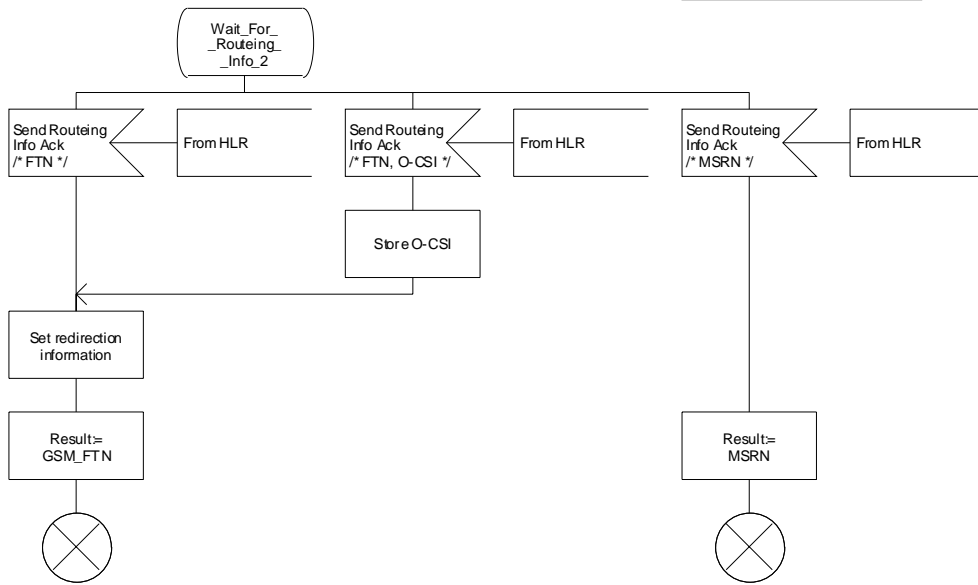 Wait_For_
_Routeing_
_Info_2
Send Routeing
Info Ack
/* FTN */
From HLR
Send Routeing
Info Ack
/* FTN, O-CSI */
From HLR
Send Routeing
Info Ack
/* MSRN */
From HLR
Store O-CSI
Set redirection
information
Result:=
GSM_FTN
Result:=
MSRN